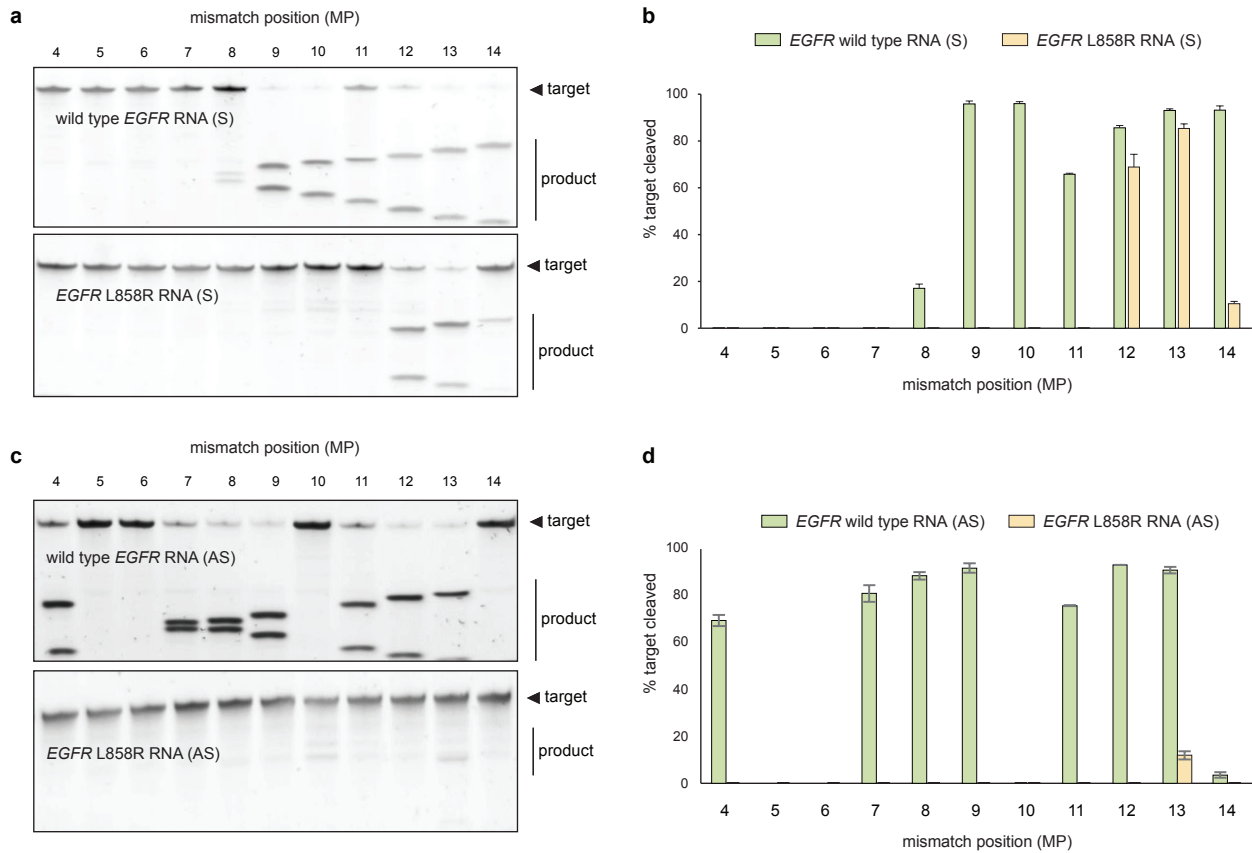 a
mismatch position (MP)
4 5 6 7 8 9 10 11 12 13 14
target
wild type EGFR RNA (S)
product
target
EGFR L858R RNA (S)
product
b
EGFR wild type RNA (S) EGFR L858R RNA (S)
% target cleaved
100
80
60
40
20
0
4 5 6 7 8 9 10 11 12 13 14
mismatch position (MP)
c
mismatch position (MP)
4 5 6 7 8 9 10 11 12 13 14
target
wild type EGFR RNA (AS)
product
target
EGFR L858R RNA (AS)
product
d
EGFR wild type RNA (AS) EGFR L858R RNA (AS)
% target cleaved
100
80
60
40
20
0
4 5 6 7 8 9 10 11 12 13 14
mismatch position (MP)